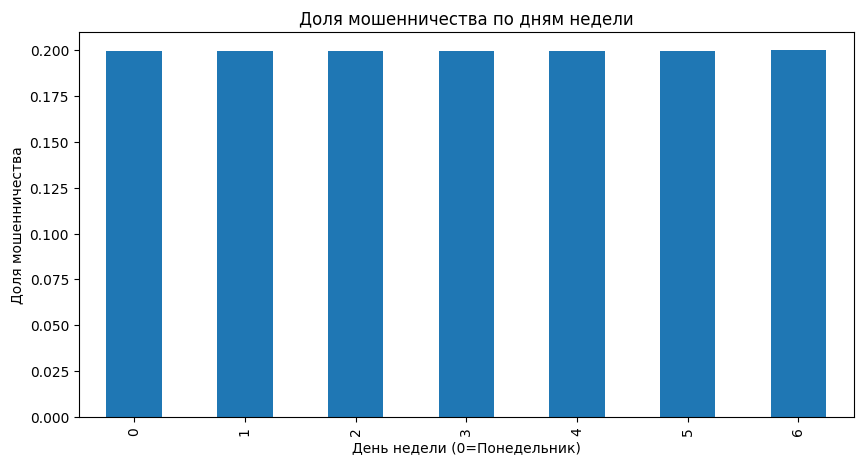 Доля мошенничества по дням недели
Доля мошенничества
0.200
0.175
0.150
0.125
0.100
0.075
0.050
0.025
0.000
0 1 2 3 4 5 6
День недели (0=Понедельник)